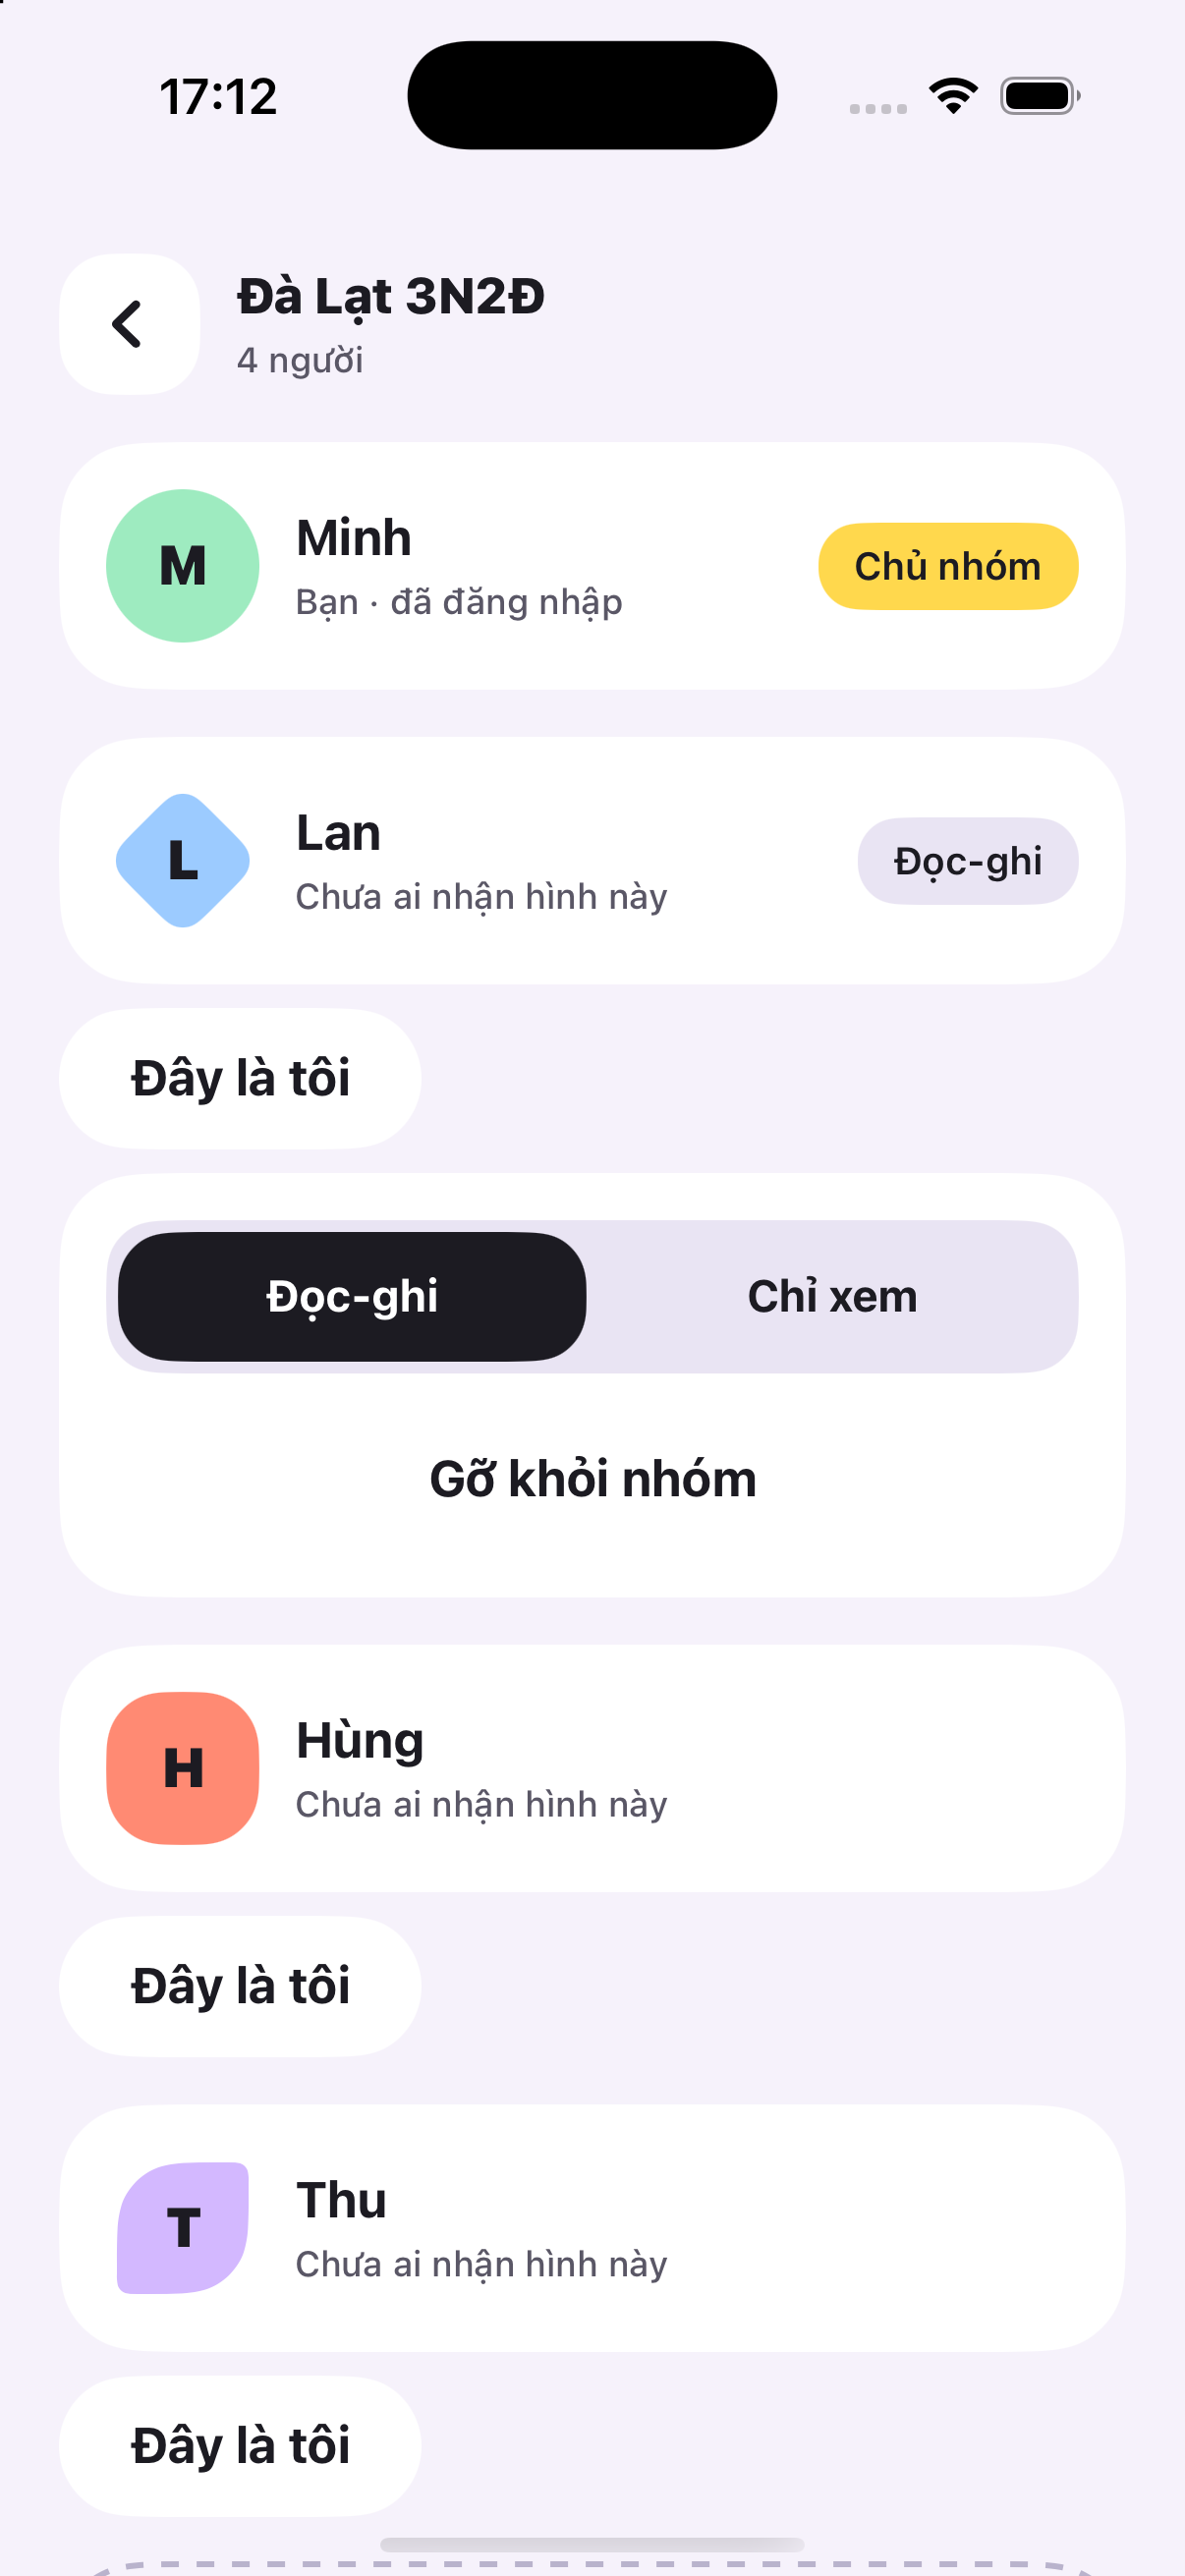 17:12
Đà Lạt 3N2Đ
4 người
M
Minh
Bạn · đã đăng nhập
Chủ nhóm
L
Lan
Chưa ai nhận hình này
Đọc-ghi
Đây là tôi
Đọc-ghi
Chỉ xem
Gỡ khỏi nhóm
H
Hùng
Chưa ai nhận hình này
Đây là tôi
T
Thu
Chưa ai nhận hình này
Đây là tôi